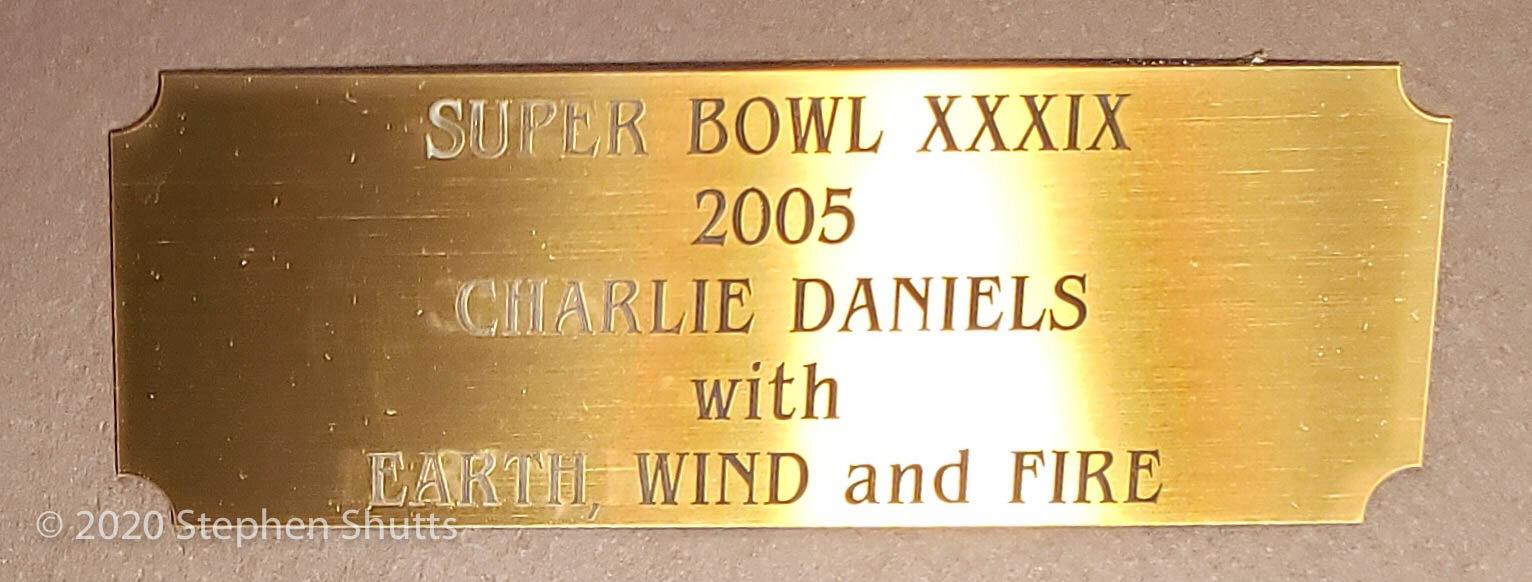 SUPER BOWL XXXIX
2005
CHARLIE DANIELS
with
EARTH, WIND and FIRE
© 2020 Stephen Shutts